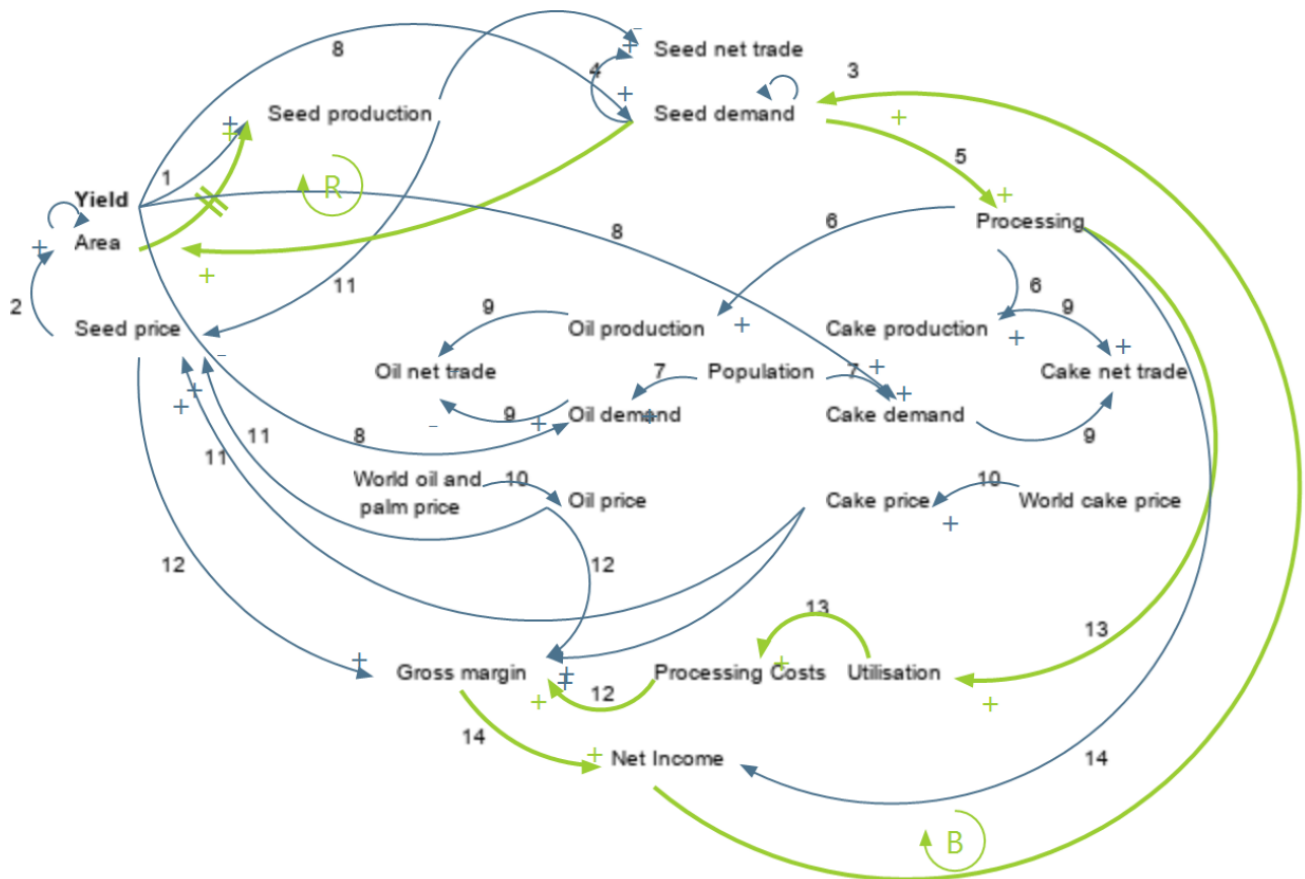 8
4
Seed net trade
–
+
3
Seed production
+
+
+
Seed demand
+
5
1
R
+
Yield
Area
+
+
8
6
Processing
2
11
6
Seed price
9
Oil production
+
Cake production
9
+
+
–
Oil net trade
7
Population
7
+
Cake net trade
+
+
–
9
+
Oil demand
+
Cake demand
+
9
11
8
11
World oil and
palm price
10
Oil price
Cake price
10
World cake price
+
12
12
13
13
+
Gross margin
+
+
Processing Costs
+
Utilisation
+
12
+
14
+
Net Income
14
B